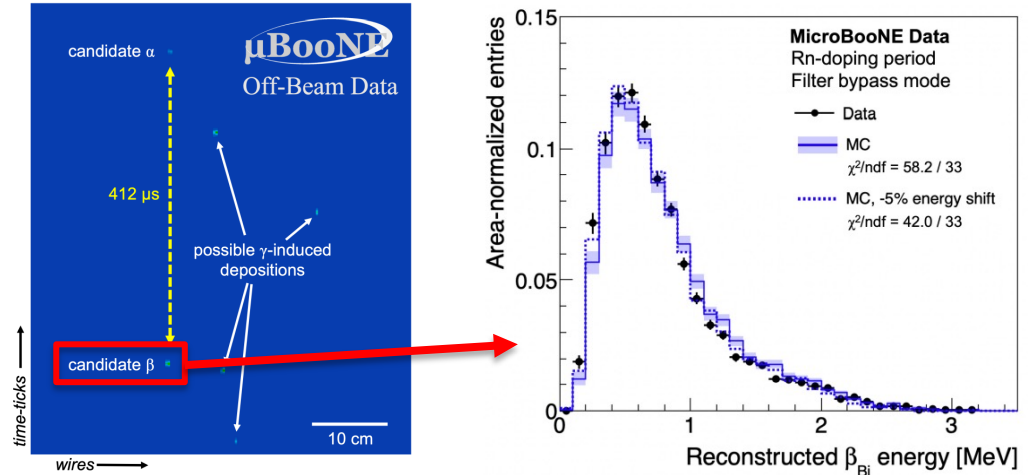 candidate α
μBooNE
Off-Beam Data
412 μs
possible γ-induced
depositions
candidate β
10 cm
time-ticks
wires
0.15
0.1
0.05
0
0
1
2
3
Area-normalized entries
Reconstructed β_Bi energy [MeV]
MicroBooNE Data
Rn-doping period
Filter bypass mode
Data
MC
χ²/ndf = 58.2 / 33
MC, -5% energy shift
χ²/ndf = 42.0 / 33